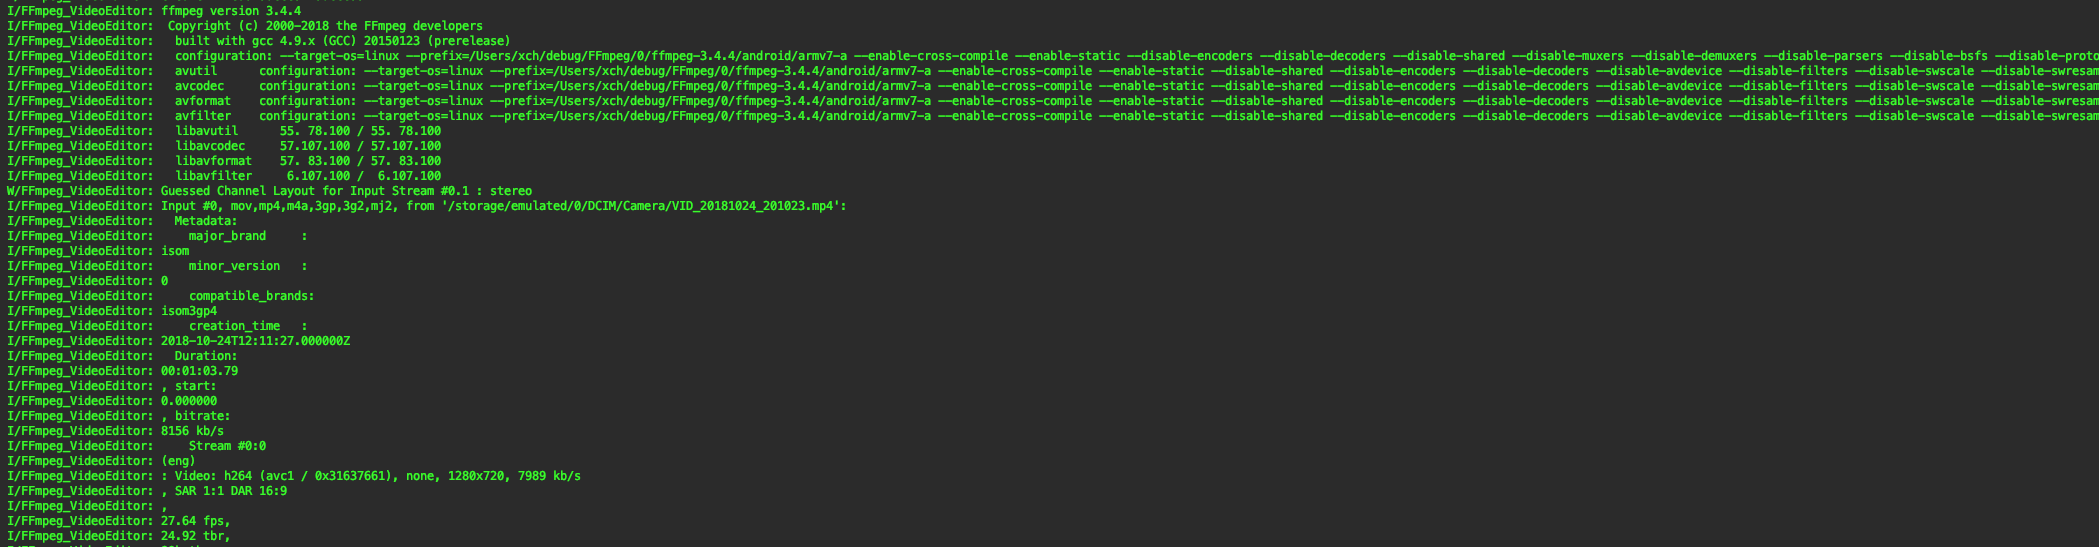 I/FFmpeg_VideoEditor: ffmpeg version 3.4.4
I/FFmpeg_VideoEditor:  Copyright (c) 2000-2018 the FFmpeg developers
I/FFmpeg_VideoEditor:   built with gcc 4.9.x (GCC) 20150123 (prerelease)
I/FFmpeg_VideoEditor:   configuration: --target-os=linux --prefix=/Users/xch/debug/FFmpeg/0/ffmpeg-3.4.4/android/armv7-a --enable-cross-compile --enable-static --disable-encoders --disable-decoders --disable-shared --disable-muxers --disable-demuxers --disable-parsers --disable-bsfs --disable-proto
I/FFmpeg_VideoEditor:   avutil      configuration: --target-os=linux --prefix=/Users/xch/debug/FFmpeg/0/ffmpeg-3.4.4/android/armv7-a --enable-cross-compile --enable-static --disable-shared --disable-encoders --disable-decoders --disable-avdevice --disable-filters --disable-swscale --disable-swresam
I/FFmpeg_VideoEditor:   avcodec     configuration: --target-os=linux --prefix=/Users/xch/debug/FFmpeg/0/ffmpeg-3.4.4/android/armv7-a --enable-cross-compile --enable-static --disable-shared --disable-encoders --disable-decoders --disable-avdevice --disable-filters --disable-swscale --disable-swresam
I/FFmpeg_VideoEditor:   avformat    configuration: --target-os=linux --prefix=/Users/xch/debug/FFmpeg/0/ffmpeg-3.4.4/android/armv7-a --enable-cross-compile --enable-static --disable-shared --disable-encoders --disable-decoders --disable-avdevice --disable-filters --disable-swscale --disable-swresam
I/FFmpeg_VideoEditor:   avfilter    configuration: --target-os=linux --prefix=/Users/xch/debug/FFmpeg/0/ffmpeg-3.4.4/android/armv7-a --enable-cross-compile --enable-static --disable-shared --disable-encoders --disable-decoders --disable-avdevice --disable-filters --disable-swscale --disable-swresam
I/FFmpeg_VideoEditor:   libavutil      55. 78.100 / 55. 78.100
I/FFmpeg_VideoEditor:   libavcodec     57.107.100 / 57.107.100
I/FFmpeg_VideoEditor:   libavformat    57. 83.100 / 57. 83.100
I/FFmpeg_VideoEditor:   libavfilter     6.107.100 /  6.107.100
W/FFmpeg_VideoEditor: Guessed Channel Layout for Input Stream #0.1 : stereo
I/FFmpeg_VideoEditor: Input #0, mov,mp4,m4a,3gp,3g2,mj2, from '/storage/emulated/0/DCIM/Camera/VID_20181024_201023.mp4':
I/FFmpeg_VideoEditor:   Metadata:
I/FFmpeg_VideoEditor:     major_brand     :
I/FFmpeg_VideoEditor: isom
I/FFmpeg_VideoEditor:     minor_version   :
I/FFmpeg_VideoEditor: 0
I/FFmpeg_VideoEditor:     compatible_brands:
I/FFmpeg_VideoEditor: isom3gp4
I/FFmpeg_VideoEditor:     creation_time   :
I/FFmpeg_VideoEditor: 2018-10-24T12:11:27.000000Z
I/FFmpeg_VideoEditor:   Duration:
I/FFmpeg_VideoEditor: 00:01:03.79
I/FFmpeg_VideoEditor: , start:
I/FFmpeg_VideoEditor: 0.000000
I/FFmpeg_VideoEditor: , bitrate:
I/FFmpeg_VideoEditor: 8156 kb/s
I/FFmpeg_VideoEditor:     Stream #0:0
I/FFmpeg_VideoEditor: (eng)
I/FFmpeg_VideoEditor: : Video: h264 (avc1 / 0x31637661), none, 1280x720, 7989 kb/s
I/FFmpeg_VideoEditor: , SAR 1:1 DAR 16:9
I/FFmpeg_VideoEditor: ,
I/FFmpeg_VideoEditor: 27.64 fps,
I/FFmpeg_VideoEditor: 24.92 tbr,